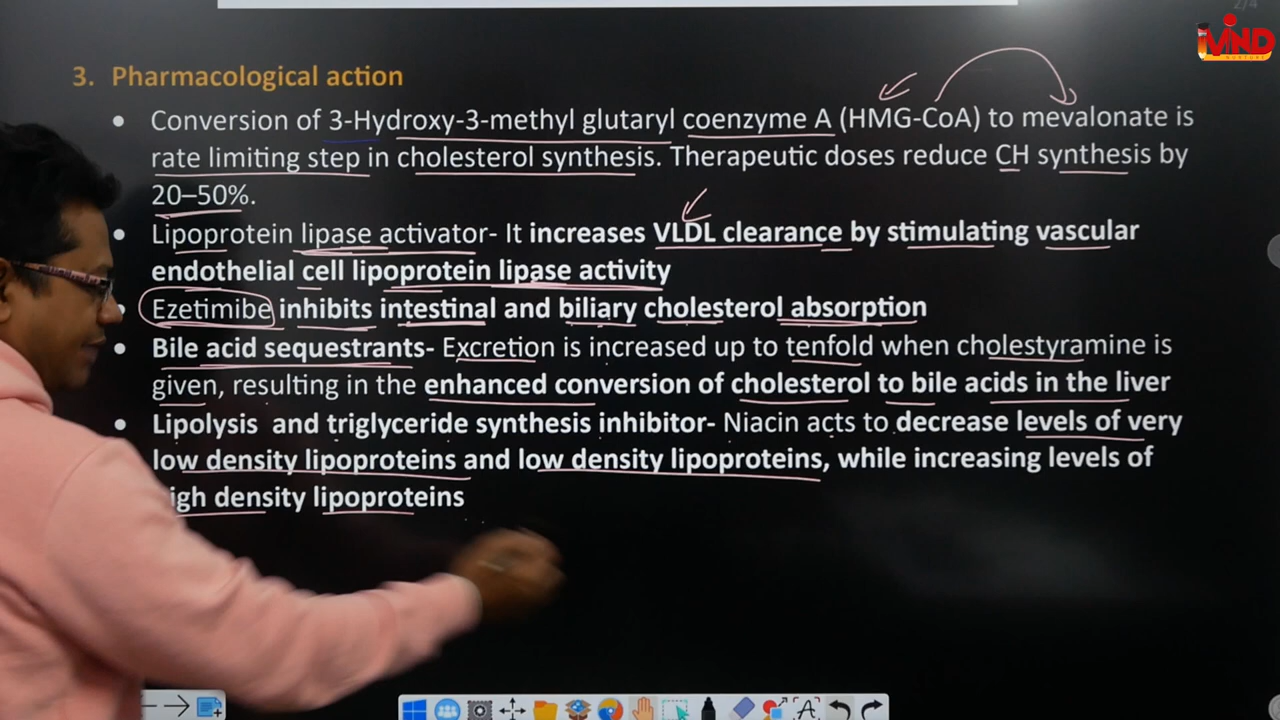 2/4
MIND
3. Pharmacological action
• Conversion of 3-Hydroxy-3-methyl glutaryl coenzyme A (HMG-CoA) to mevalonate is
rate limiting step in cholesterol synthesis. Therapeutic doses reduce CH synthesis by
20–50%.
• Lipoprotein lipase activator- It increases VLDL clearance by stimulating vascular
endothelial cell lipoprotein lipase activity
• Ezetimibe inhibits intestinal and biliary cholesterol absorption
• Bile acid sequestrants- Excretion is increased up to tenfold when cholestyramine is
given, resulting in the enhanced conversion of cholesterol to bile acids in the liver
• Lipolysis and triglyceride synthesis inhibitor- Niacin acts to decrease levels of very
low density lipoproteins and low density lipoproteins, while increasing levels of
igh density lipoproteins
A